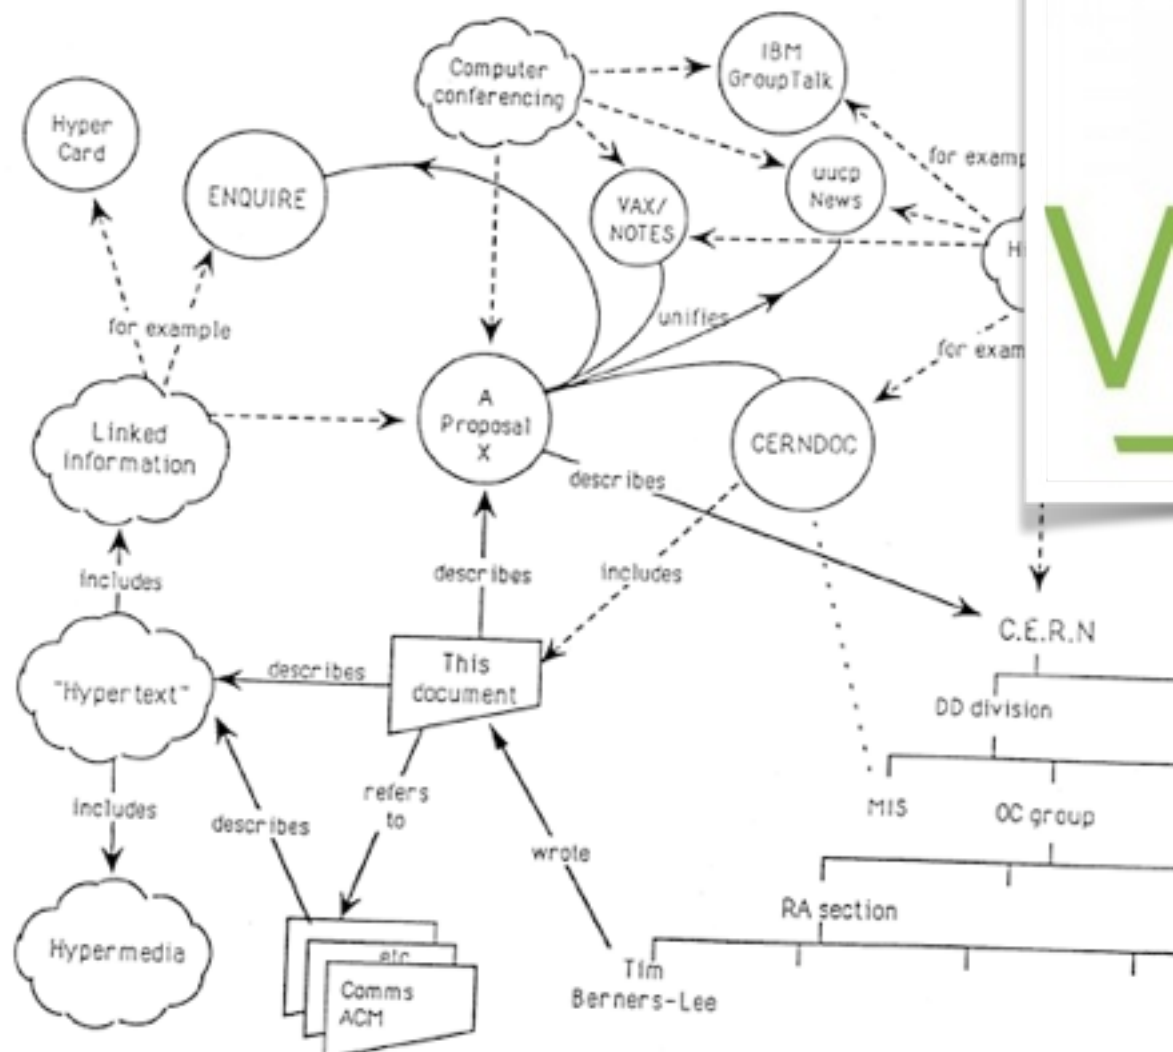 Computer
conferencing
IBM
GroupTalk
Hyper
Card
ENQUIRE
VAX/
NOTES
uucp
News
for examp
H
unifies
for example
for exam
A
Proposal
X
Linked
information
CERNDOC
describes
includes
describes
includes
C.E.R.N
This
document
describes
"Hypertext"
DD division
includes
refers
to
describes
MIS
OC group
wrote
RA section
Hypermedia
etc
Tim
Berners-Lee
Comms
ACM
V